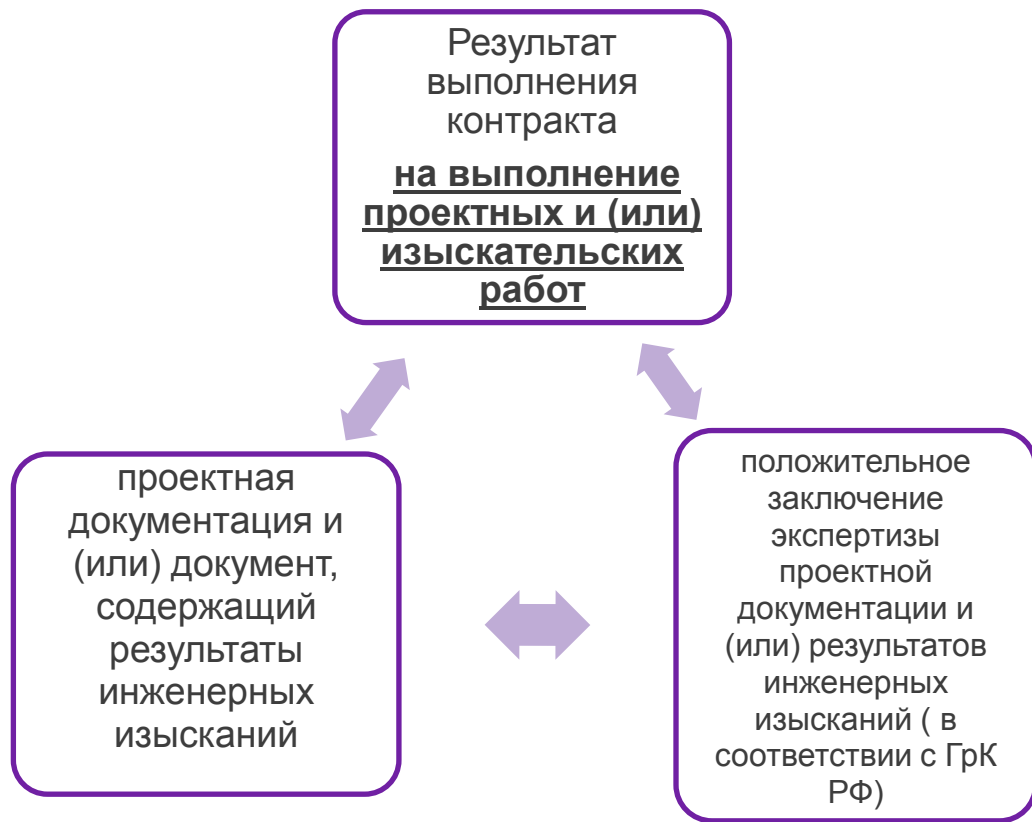 Результат
выполнения
контракта
на выполнение
проектных и (или)
изыскательских
работ
проектная
документация и
(или) документ,
содержащий
результаты
инженерных
изысканий
положительное
заключение
экспертизы
проектной
документации и
(или) результатов
инженерных
изысканий ( в
соответствии с ГрК
РФ)